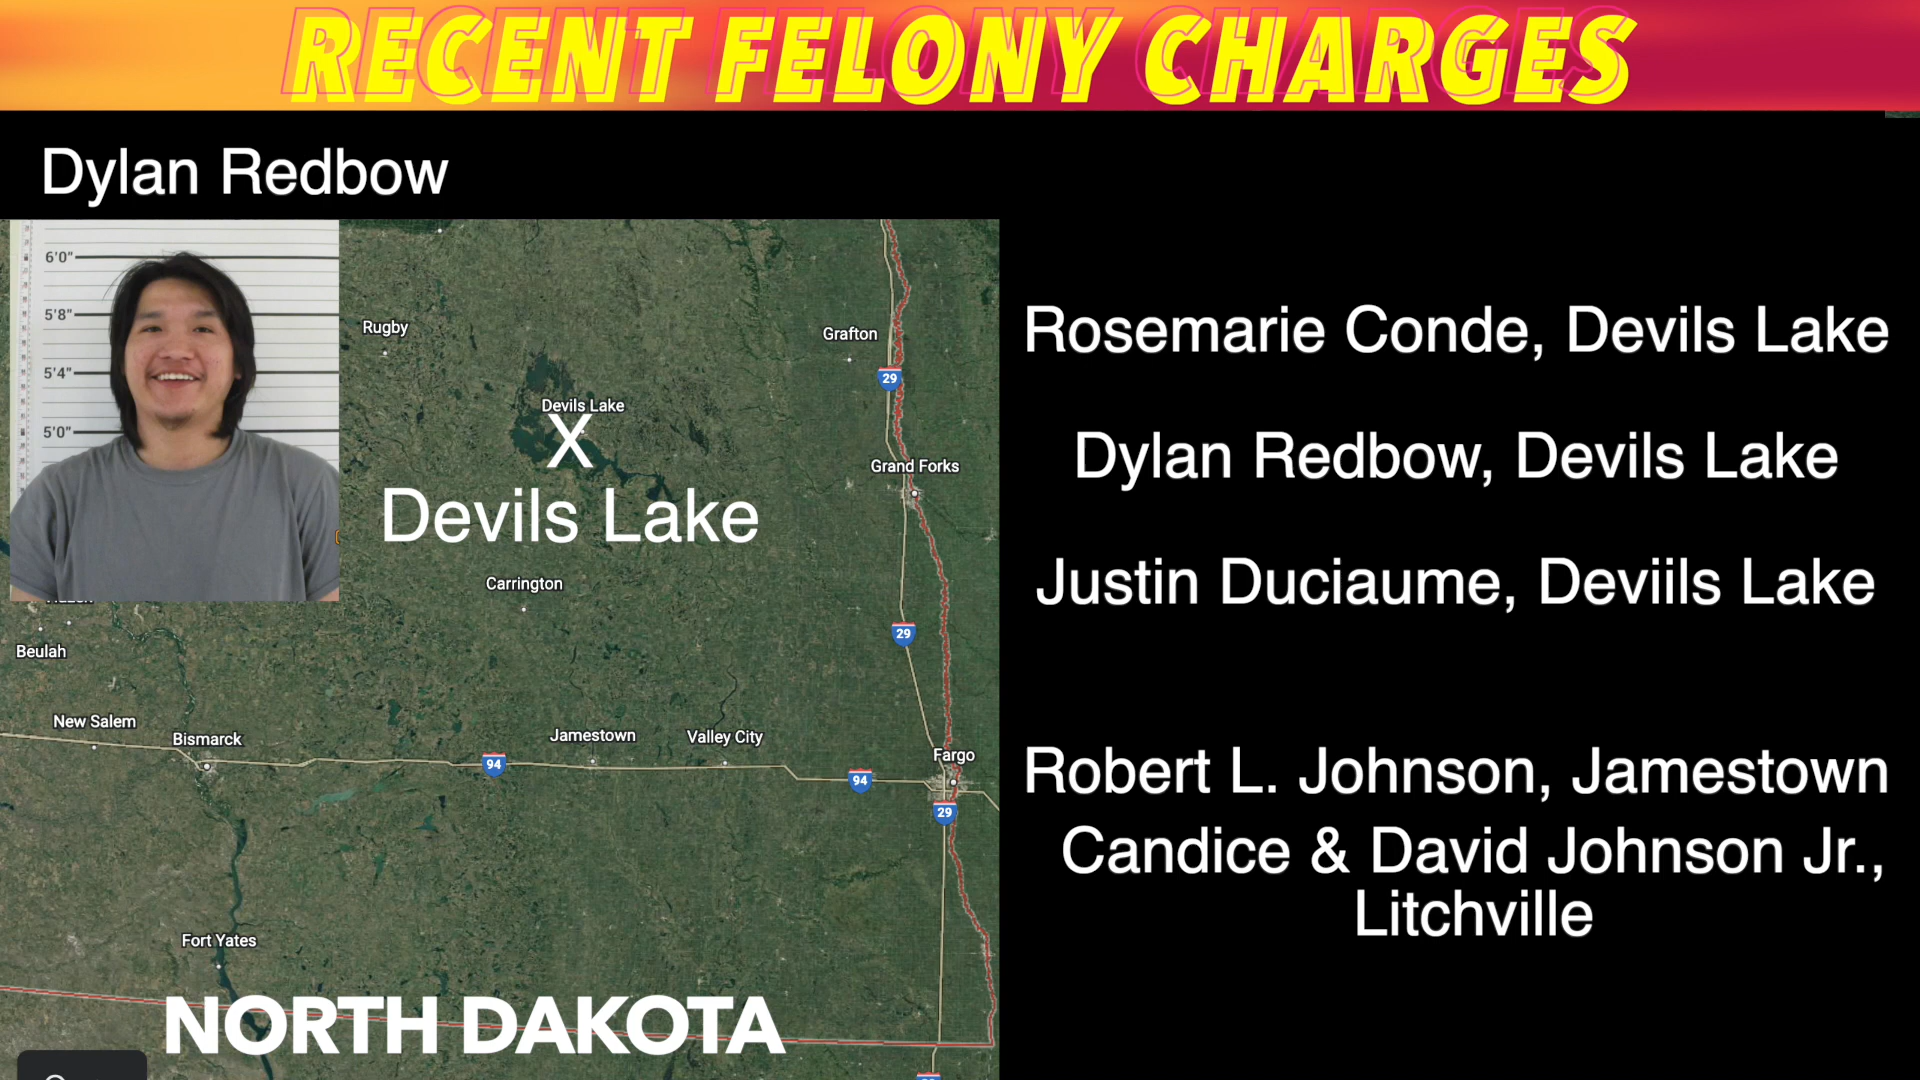 RECENT FELONY CHARGES
Dylan Redbow
6'0"
5'8"
5'4"
5'0"
Rugby
Grafton
29
Devils Lake
X
Grand Forks
Devils Lake
Carrington
29
Beulah
New Salem
Bismarck
94
Jamestown
Valley City
Fargo
94
29
Fort Yates
NORTH DAKOTA
Rosemarie Conde, Devils Lake
Dylan Redbow, Devils Lake
Justin Duciaume, Deviils Lake
Robert L. Johnson, Jamestown
Candice & David Johnson Jr.,
Litchville